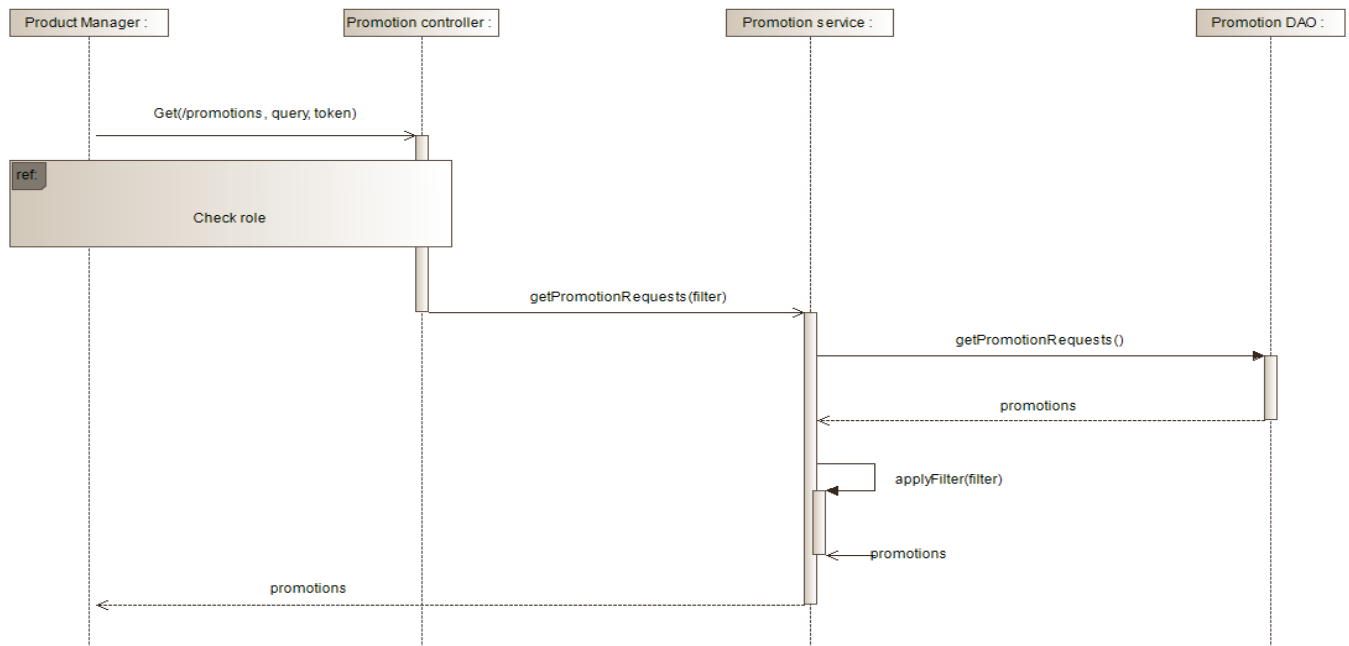 Product Manager :
Promotion controller :
Promotion service :
Promotion DAO :
Get(/promotions, query, token)
ref:
Check role
getPromotionRequests(filter)
getPromotionRequests()
promotions
applyFilter(filter)
promotions
promotions